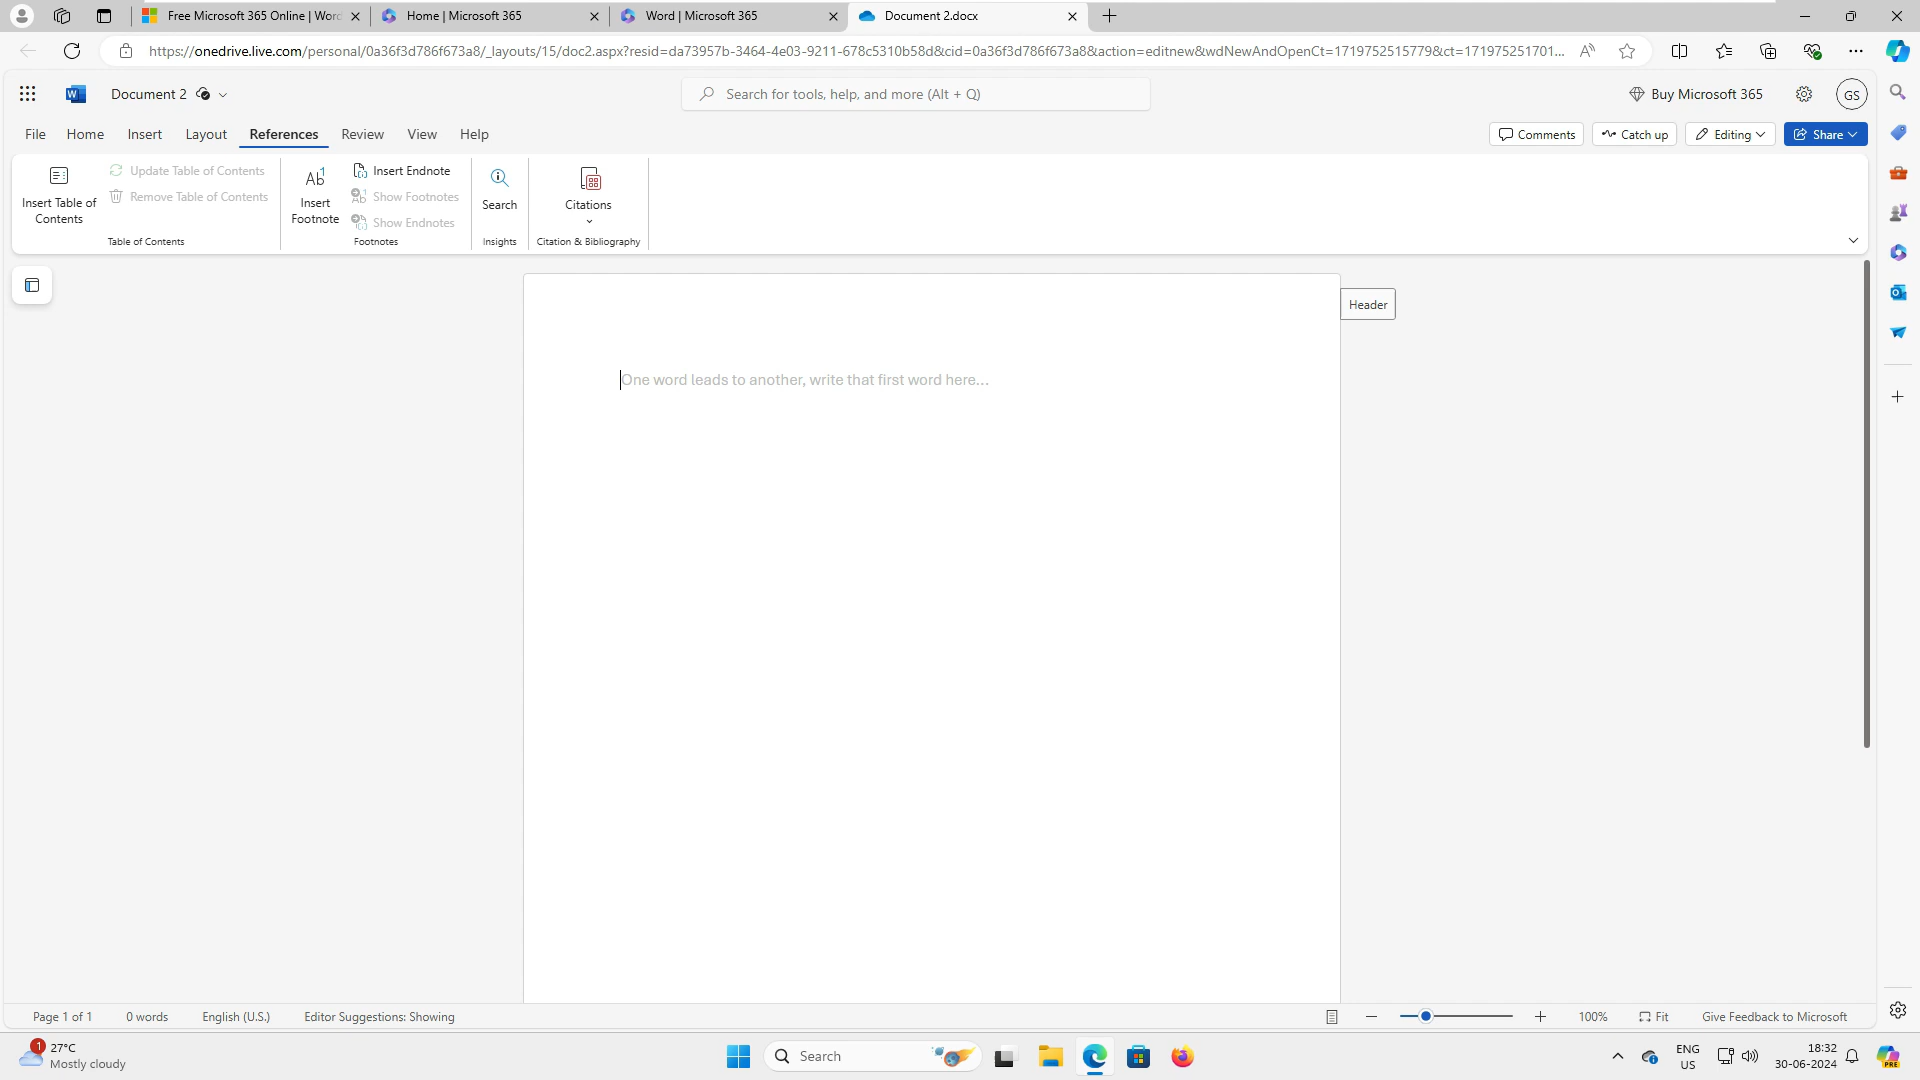 Free Microsoft 365 Online | Word
Home | Microsoft 365
Word | Microsoft 365
Document 2.docx
https://onedrive.live.com/personal/0a36f3d786f673a8/_layouts/15/doc2.aspx?resid=da73957b-3464-4e03-9211-678c5310b58d&cid=0a36f3d786f673a8&action=editnew&wdNewAndOpenCt=1719752515779&ct=171975251701...
Document 2
Search for tools, help, and more (Alt + Q)
Buy Microsoft 365
GS
File Home Insert Layout References Review View Help
Comments Catch up Editing Share
Insert Table of
Contents
Update Table of Contents
Remove Table of Contents
Table of Contents
Insert
Footnote
Insert Endnote
Show Footnotes
Show Endnotes
Footnotes
Search
Insights
Citations
Citation & Bibliography
Header
One word leads to another, write that first word here...
Page 1 of 1 0 words English (U.S.) Editor Suggestions: Showing
100% Fit Give Feedback to Microsoft
1
27°C
Mostly cloudy
Search
ENG
US
18:32
30-06-2024
PRE